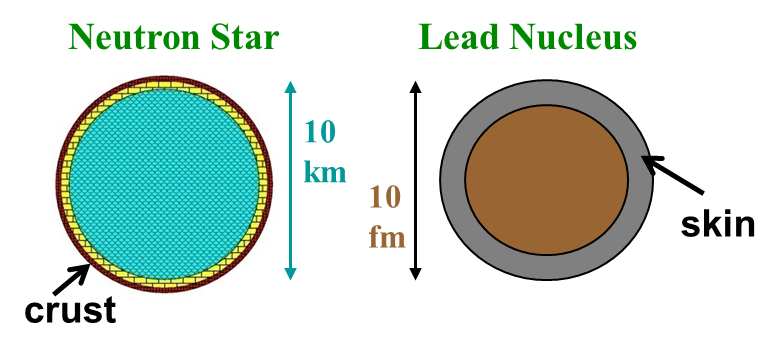 Neutron Star
Lead Nucleus
10
km
10
fm
skin
crust